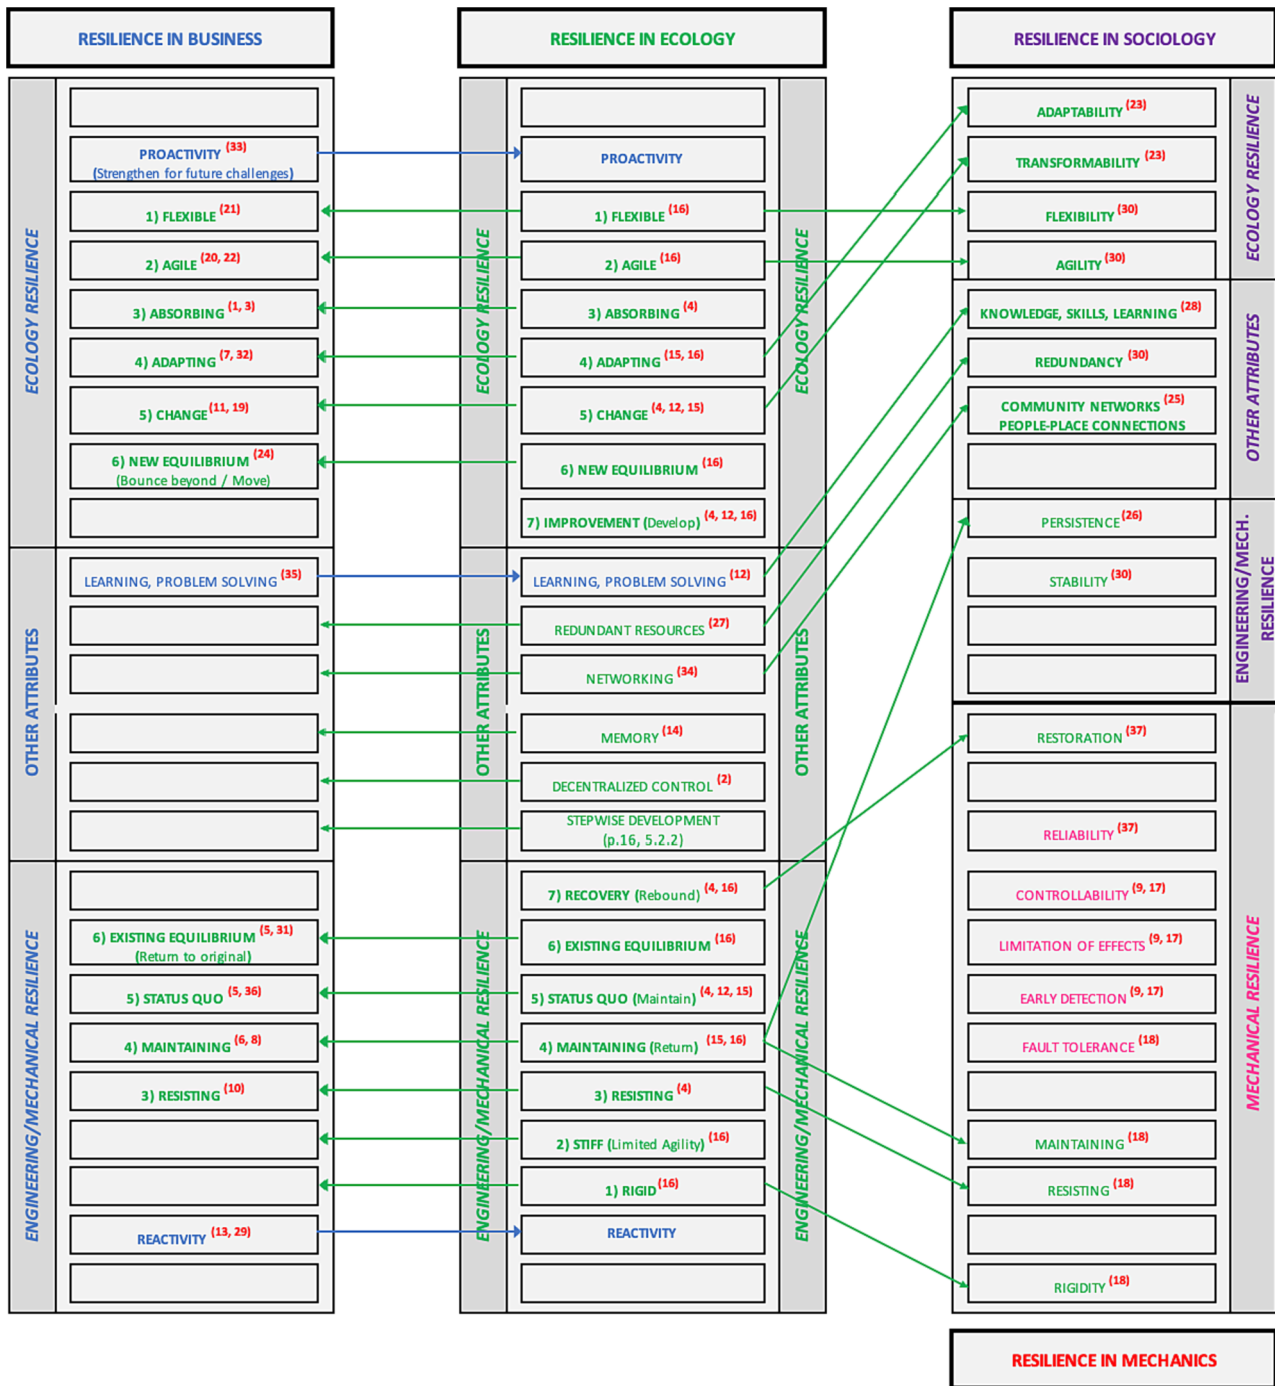 RESILIENCE IN BUSINESS
ECOLOGY RESILIENCE
PROACTIVITY (33)
(Strengthen for future challenges)
1) FLEXIBLE (21)
2) AGILE (20, 22)
3) ABSORBING (1, 3)
4) ADAPTING (7, 32)
5) CHANGE (11, 19)
6) NEW EQUILIBRIUM (24)
(Bounce beyond / Move)
OTHER ATTRIBUTES
LEARNING, PROBLEM SOLVING (35)
ENGINEERING/MECHANICAL RESILIENCE
6) EXISTING EQUILIBRIUM (5, 31)
(Return to original)
5) STATUS QUO (5, 36)
4) MAINTAINING (6, 8)
3) RESISTING (10)
REACTIVITY (13, 29)
RESILIENCE IN ECOLOGY
ECOLOGY RESILIENCE
PROACTIVITY
1) FLEXIBLE (16)
2) AGILE (16)
3) ABSORBING (4)
4) ADAPTING (15, 16)
5) CHANGE (4, 12, 15)
6) NEW EQUILIBRIUM (16)
7) IMPROVEMENT (Develop) (4, 12, 16)
ECOLOGY RESILIENCE
OTHER ATTRIBUTES
LEARNING, PROBLEM SOLVING (12)
REDUNDANT RESOURCES (27)
NETWORKING (34)
MEMORY (14)
DECENTRALIZED CONTROL (2)
STEPWISE DEVELOPMENT
(p.16, 5.2.2)
OTHER ATTRIBUTES
ENGINEERING/MECHANICAL RESILIENCE
7) RECOVERY (Rebound) (4, 16)
6) EXISTING EQUILIBRIUM (16)
5) STATUS QUO (Maintain) (4, 12, 15)
4) MAINTAINING (Return) (15, 16)
3) RESISTING (4)
2) STIFF (Limited Agility) (16)
1) RIGID (16)
REACTIVITY
ENGINEERING/MECHANICAL RESILIENCE
RESILIENCE IN SOCIOLOGY
ADAPTABILITY (23)
TRANSFORMABILITY (23)
FLEXIBILITY (30)
AGILITY (30)
ECOLOGY RESILIENCE
KNOWLEDGE, SKILLS, LEARNING (28)
REDUNDANCY (30)
COMMUNITY NETWORKS (25)
PEOPLE-PLACE CONNECTIONS
OTHER ATTRIBUTES
PERSISTENCE (26)
STABILITY (30)
ENGINEERING/MECH.
RESILIENCE
RESTORATION (37)
RELIABILITY (37)
CONTROLLABILITY (9, 17)
LIMITATION OF EFFECTS (9, 17)
EARLY DETECTION (9, 17)
FAULT TOLERANCE (18)
MAINTAINING (18)
RESISTING (18)
RIGIDITY (18)
MECHANICAL RESILIENCE
RESILIENCE IN MECHANICS